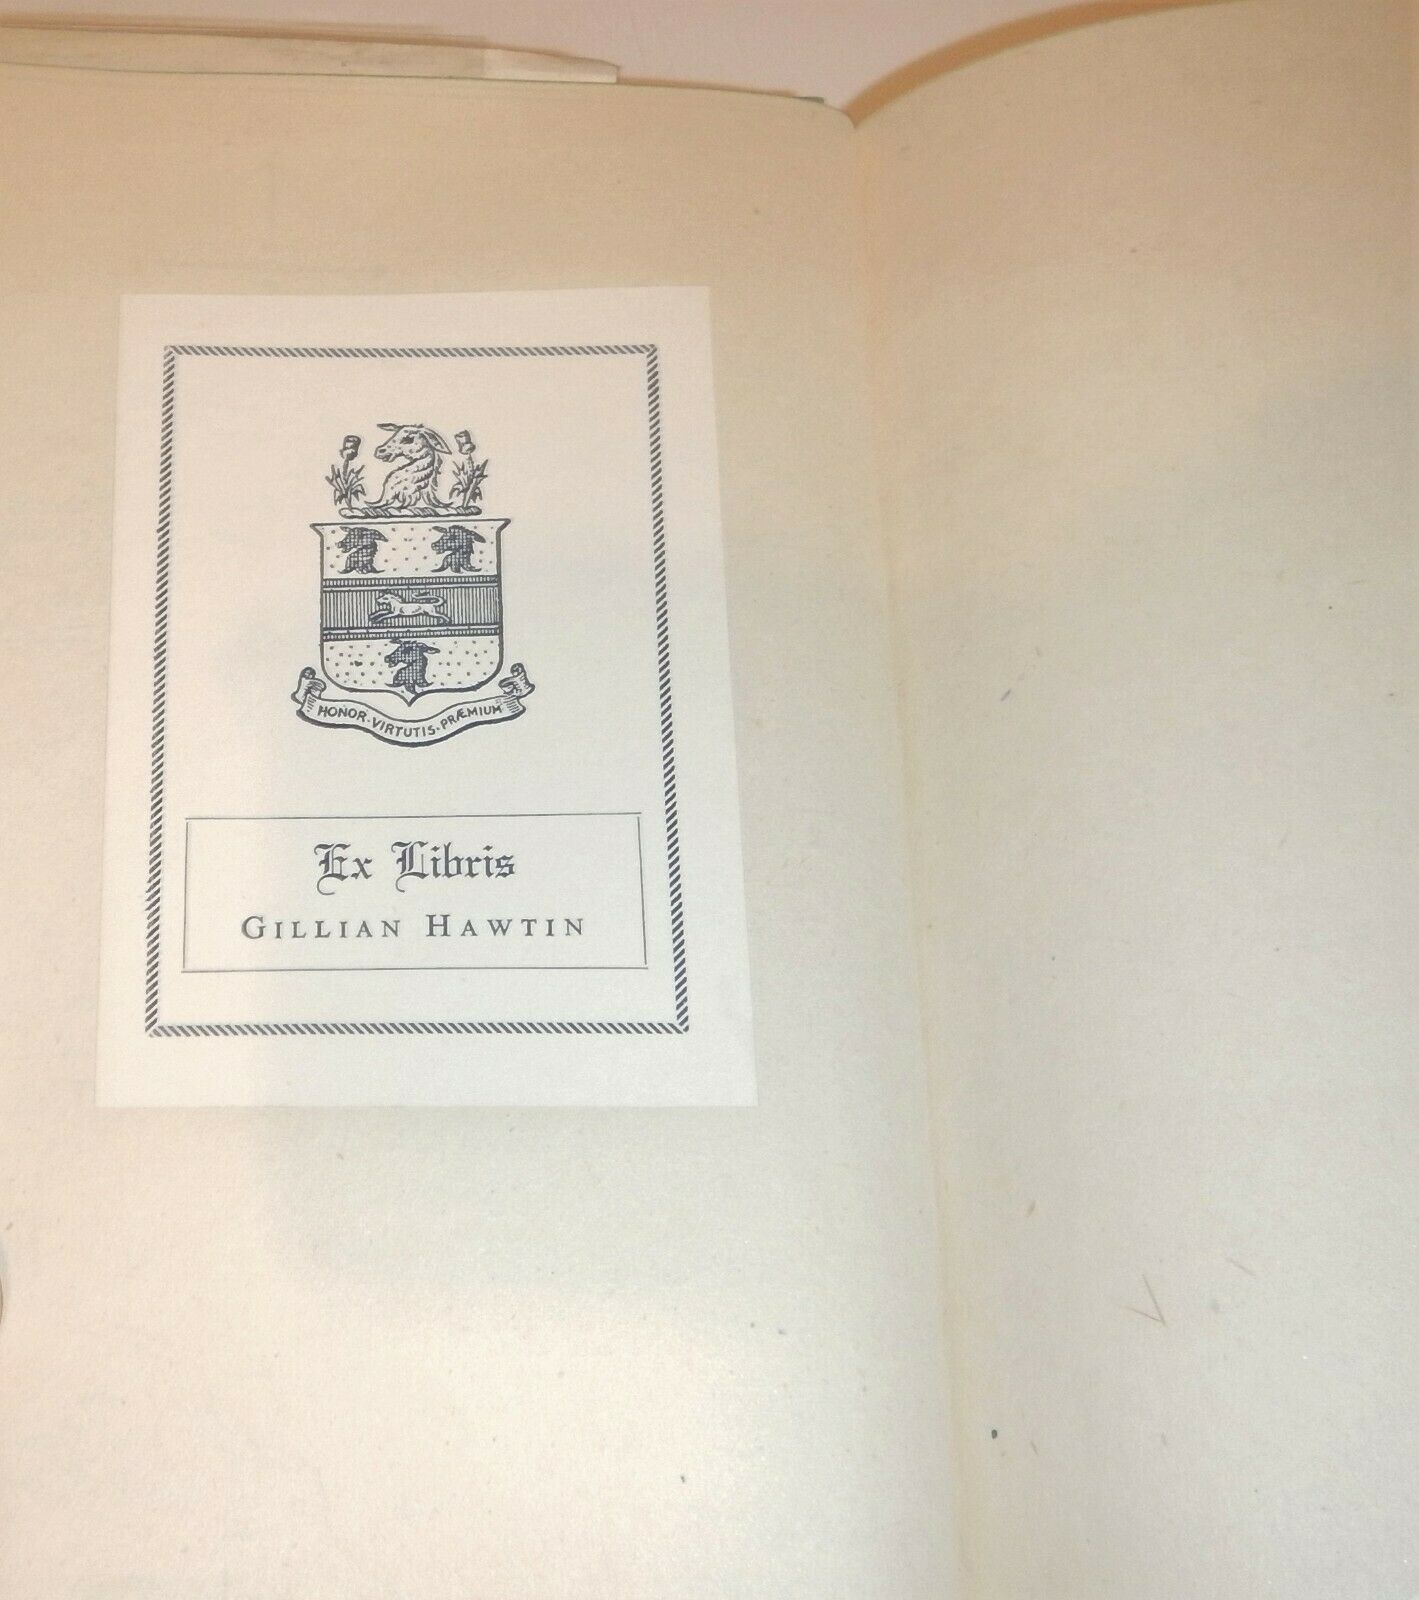 HONOR·VIRTUTIS·PRÆMIUM
Ex Libris
GILLIAN HAWTIN